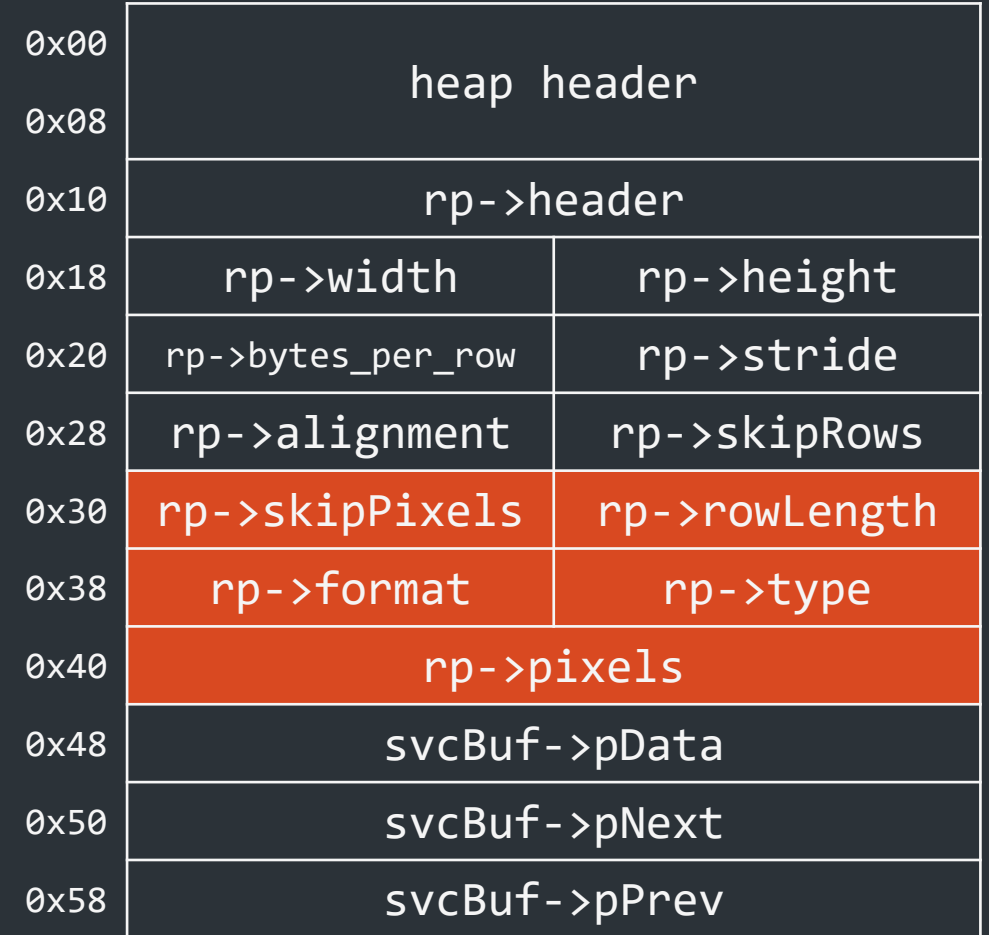 0x00
heap header
0x08
0x10 rp->header
0x18 rp->width rp->height
0x20 rp->bytes_per_row rp->stride
0x28 rp->alignment rp->skipRows
0x30 rp->skipPixels rp->rowLength
0x38 rp->format rp->type
0x40 rp->pixels
0x48 svcBuf->pData
0x50 svcBuf->pNext
0x58 svcBuf->pPrev